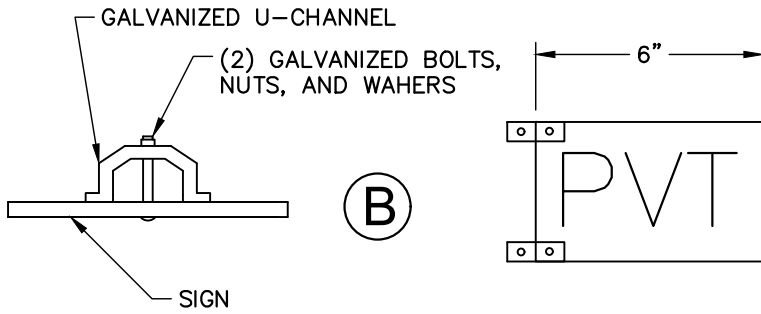 GALVANIZED U-CHANNEL
(2) GALVANIZED BOLTS,
NUTS, AND WAHERS
SIGN
B
6"
PVT